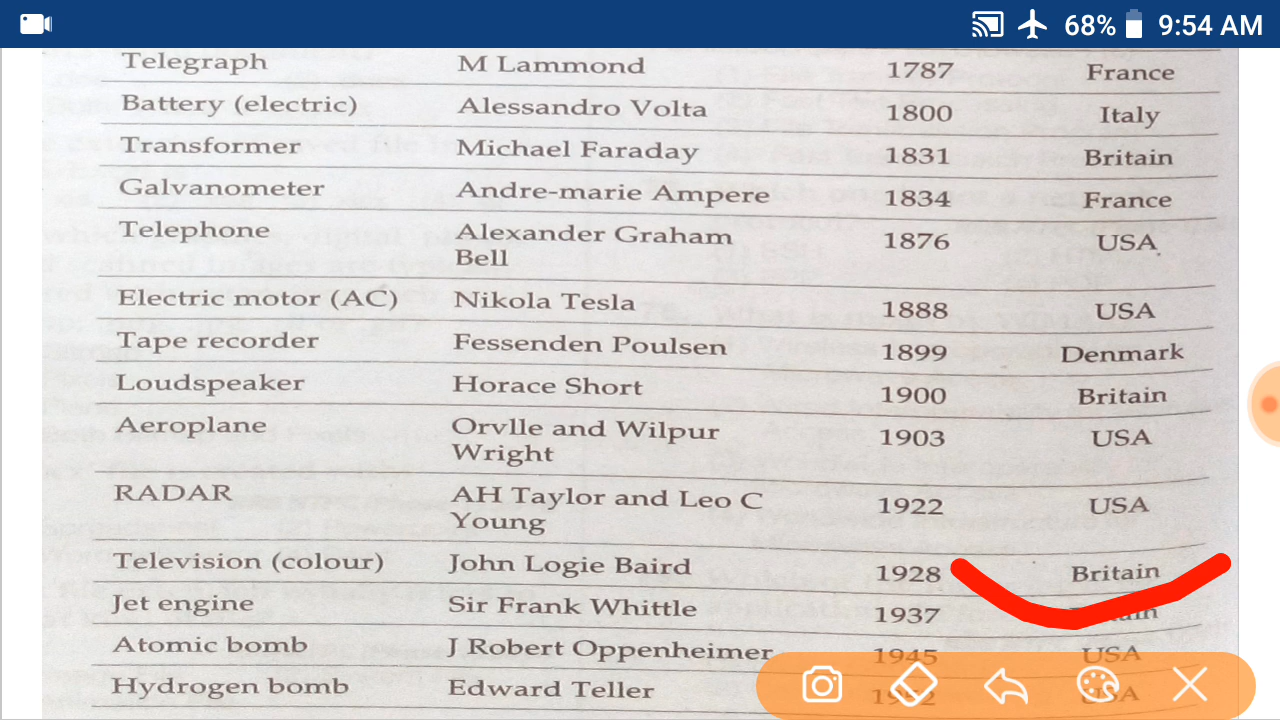 68% 9:54 AM
Telegraph M Lammond 1787 France
Battery (electric) Alessandro Volta 1800 Italy
Transformer Michael Faraday 1831 Britain
Galvanometer Andre-marie Ampere 1834 France
Telephone Alexander Graham 1876 USA
Bell
Electric motor (AC) Nikola Tesla 1888 USA
Tape recorder Fessenden Poulsen 1899 Denmark
Loudspeaker Horace Short 1900 Britain
Aeroplane Orvlle and Wilpur 1903 USA
Wright
RADAR AH Taylor and Leo C 1922 USA
Young
Television (colour) John Logie Baird 1928 Britain
Jet engine Sir Frank Whittle 1937
Atomic bomb J Robert Oppenheimer 1945 USA
Hydrogen bomb Edward Teller 1952 USA